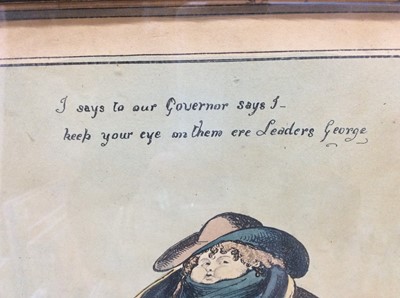 I says to our Governor says I-
keep your eye on them ere Leaders George